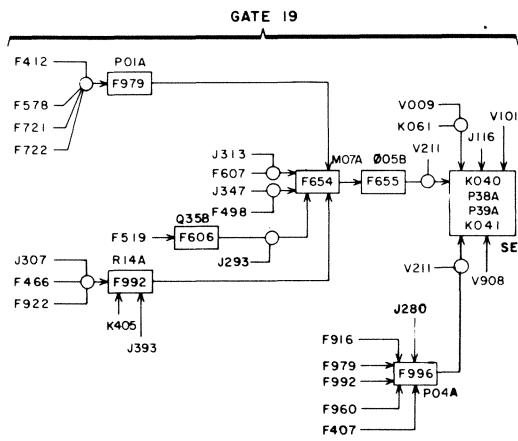 GATE 19
F412
P01A
F979
F578
F721
F722
V009
K061
V101
J116
J313
F607
J347
F498
M07A
F654
Ø05B
F655
V211
K040
P38A
P39A
K041
SE
F519
Q35B
F606
J293
J307
F466
F922
R14A
F992
K405
J393
V211
V908
J280
F916
F979
F992
F996
P04A
F960
F407